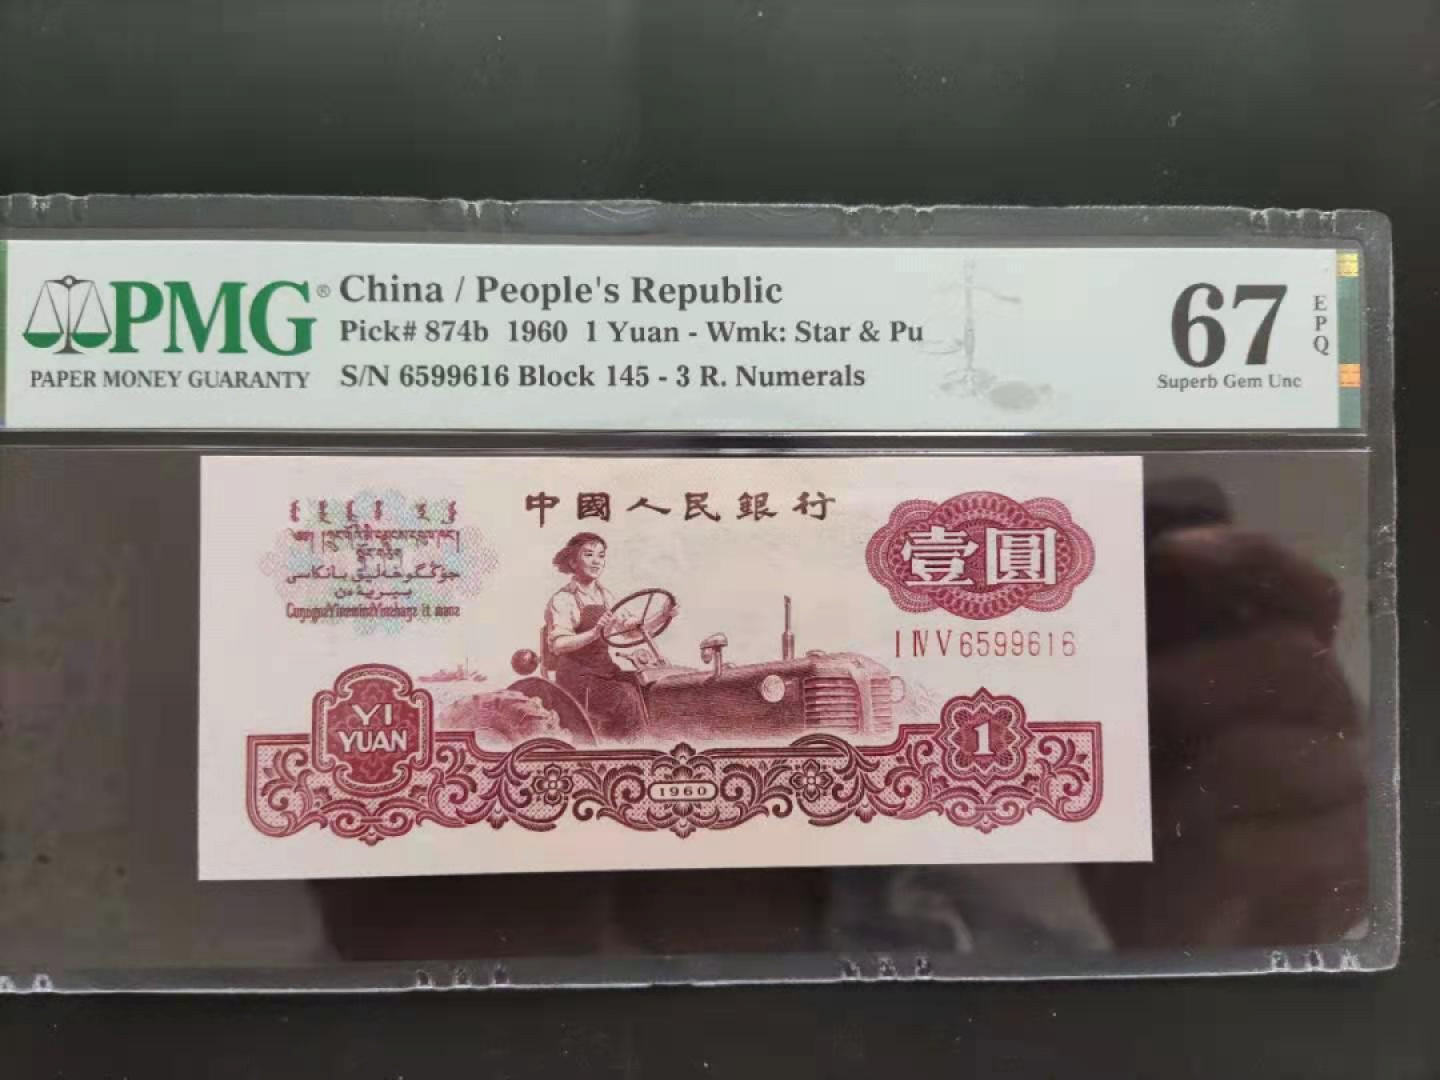 PMG®
PAPER MONEY GUARANTY
China / People's Republic
Pick# 874b 1960 1 Yuan - Wmk: Star & Pu
S/N 6599616 Block 145 - 3 R. Numerals
67
EPQ
Superb Gem Unc
中國人民銀行
壹圓
I IV V 6599616
YI
YUAN
1960
1